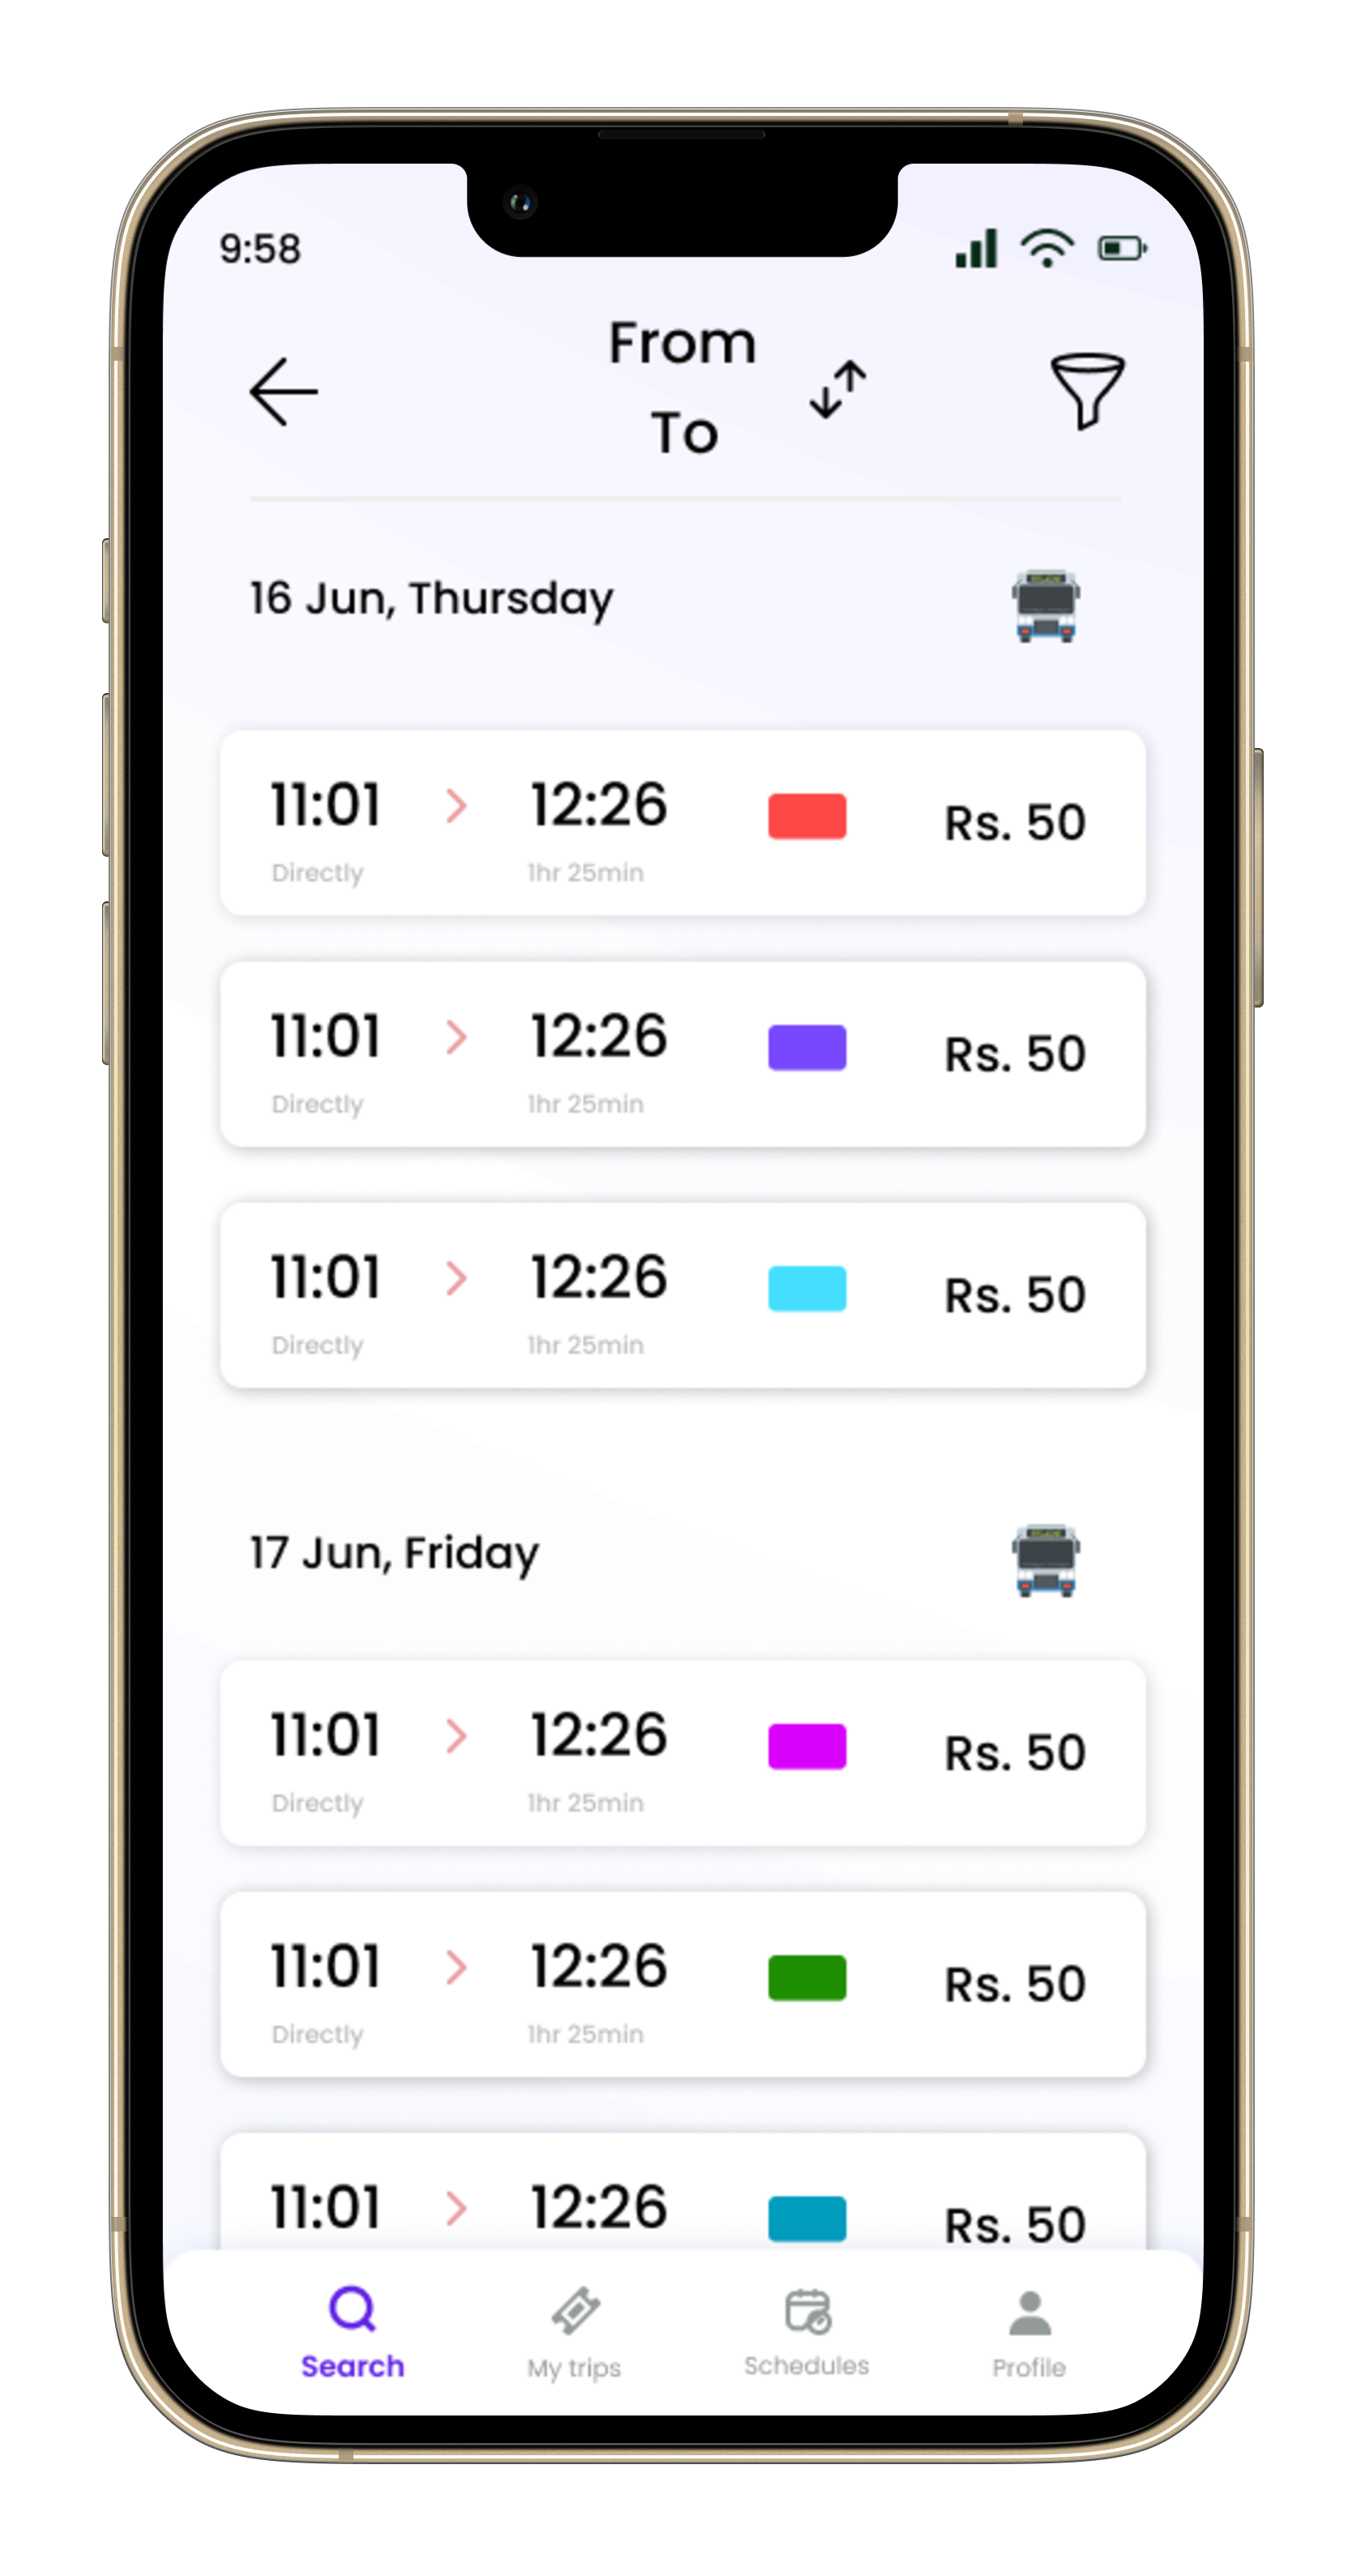 9:58
From
To
16 Jun, Thursday
11:01 12:26 Rs. 50
Directly 1hr 25min
11:01 12:26 Rs. 50
Directly 1hr 25min
11:01 12:26 Rs. 50
Directly 1hr 25min
17 Jun, Friday
11:01 12:26 Rs. 50
Directly 1hr 25min
11:01 12:26 Rs. 50
Directly 1hr 25min
11:01 12:26 Rs. 50
Search My trips Schedules Profile